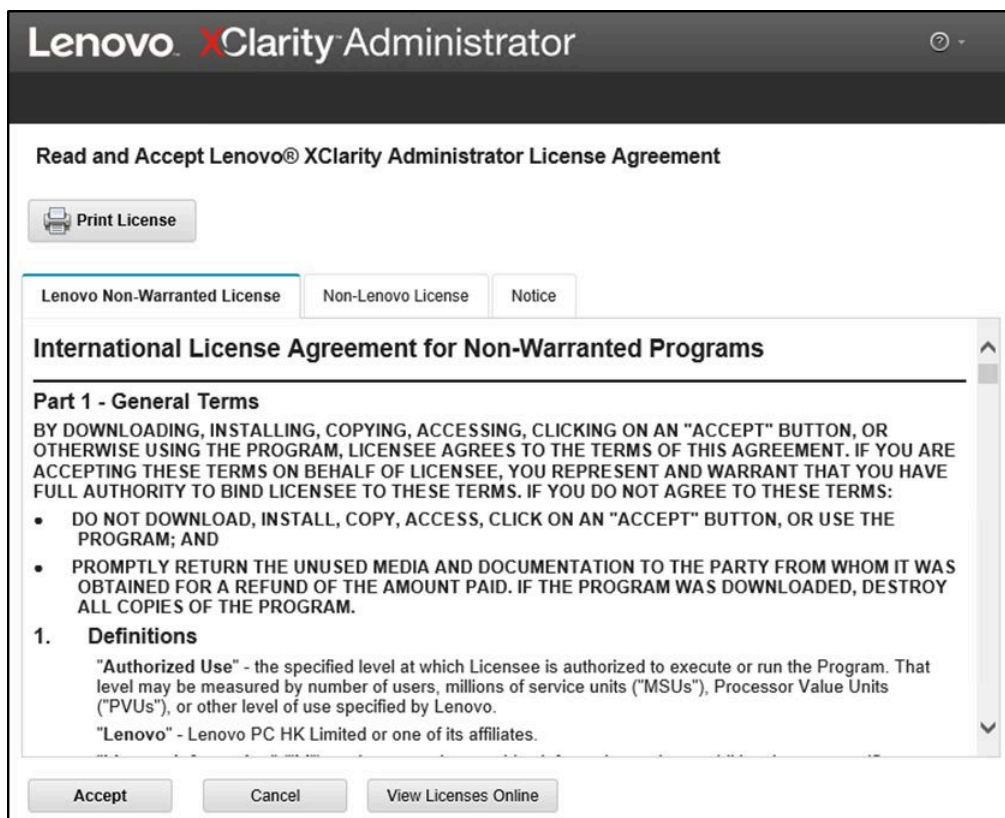 Lenovo. XClarity™ Administrator
Read and Accept Lenovo® XClarity Administrator License Agreement
Print License
Lenovo Non-Warranted License Non-Lenovo License Notice
International License Agreement for Non-Warranted Programs
Part 1 - General Terms
BY DOWNLOADING, INSTALLING, COPYING, ACCESSING, CLICKING ON AN "ACCEPT" BUTTON, OR
OTHERWISE USING THE PROGRAM, LICENSEE AGREES TO THE TERMS OF THIS AGREEMENT. IF YOU ARE
ACCEPTING THESE TERMS ON BEHALF OF LICENSEE, YOU REPRESENT AND WARRANT THAT YOU HAVE
FULL AUTHORITY TO BIND LICENSEE TO THESE TERMS. IF YOU DO NOT AGREE TO THESE TERMS:
• DO NOT DOWNLOAD, INSTALL, COPY, ACCESS, CLICK ON AN "ACCEPT" BUTTON, OR USE THE
PROGRAM; AND
• PROMPTLY RETURN THE UNUSED MEDIA AND DOCUMENTATION TO THE PARTY FROM WHOM IT WAS
OBTAINED FOR A REFUND OF THE AMOUNT PAID. IF THE PROGRAM WAS DOWNLOADED, DESTROY
ALL COPIES OF THE PROGRAM.
1. Definitions
"Authorized Use" - the specified level at which Licensee is authorized to execute or run the Program. That
level may be measured by number of users, millions of service units ("MSUs"), Processor Value Units
("PVUs"), or other level of use specified by Lenovo.
"Lenovo" - Lenovo PC HK Limited or one of its affiliates.
Accept Cancel View Licenses Online